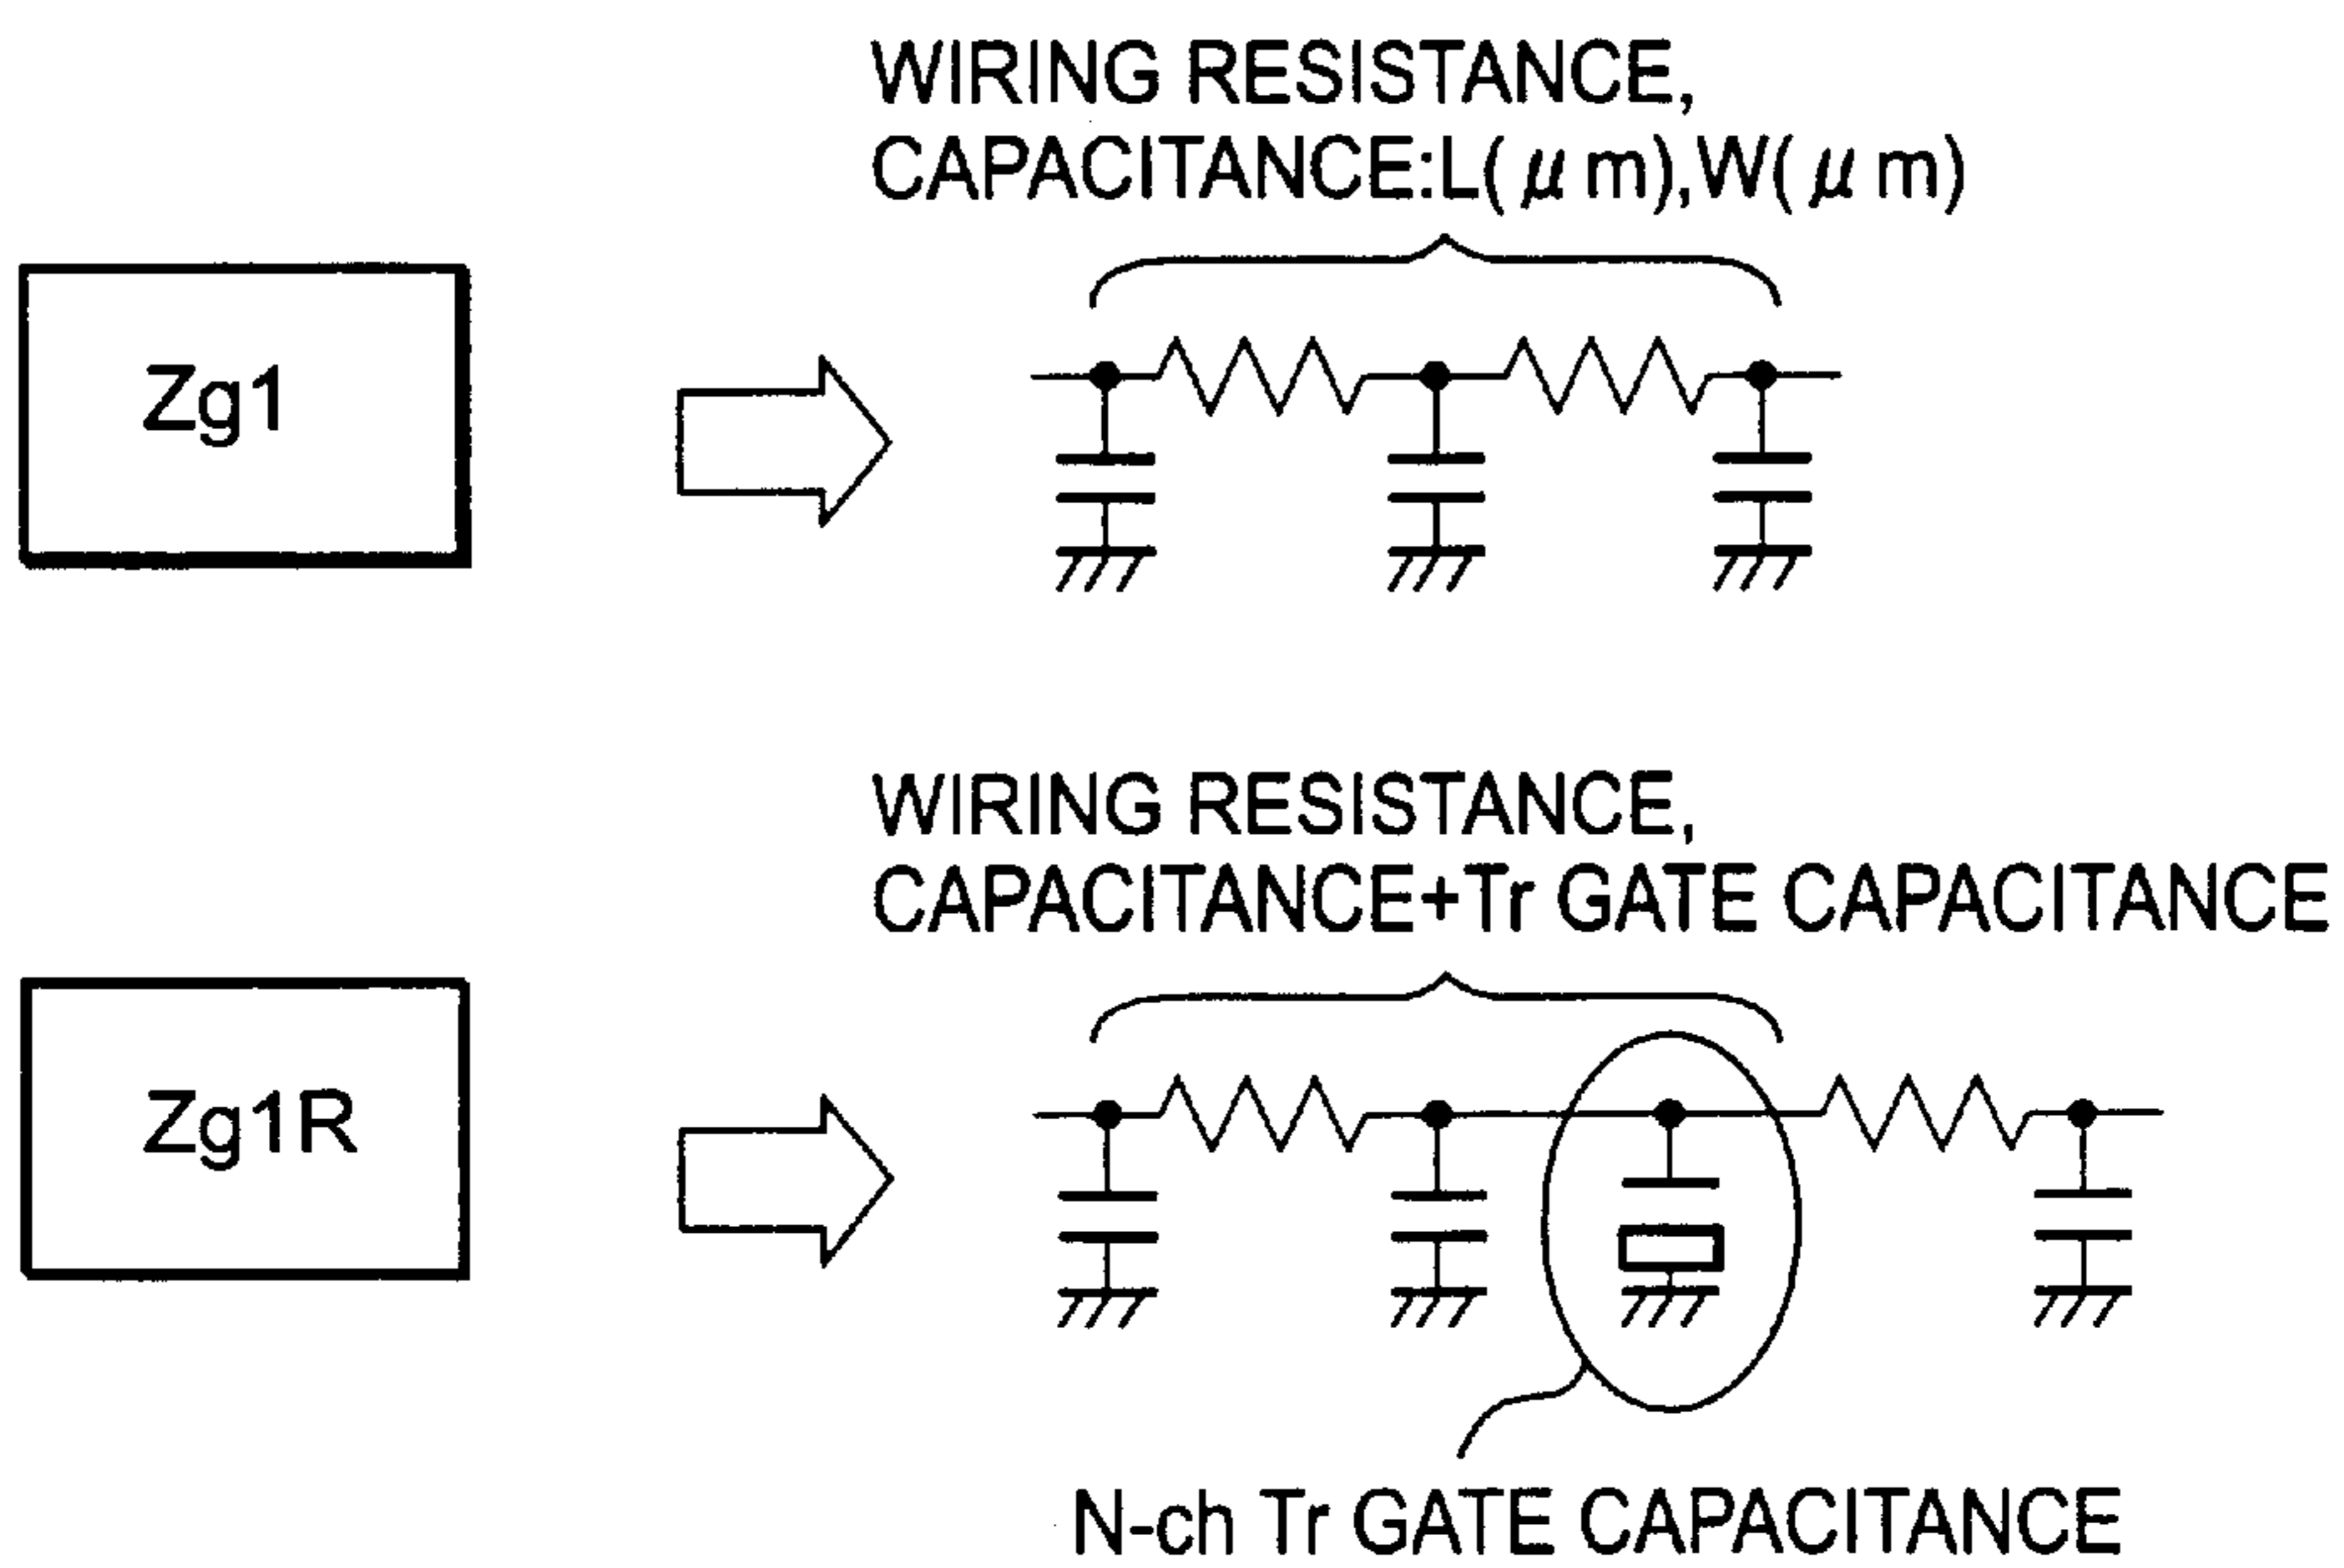 WIRING RESISTANCE,
CAPACITANCE:L(μm),W(μm)
Zg1
WIRING RESISTANCE,
CAPACITANCE+Tr GATE CAPACITANCE
Zg1R
N-ch Tr GATE CAPACITANCE